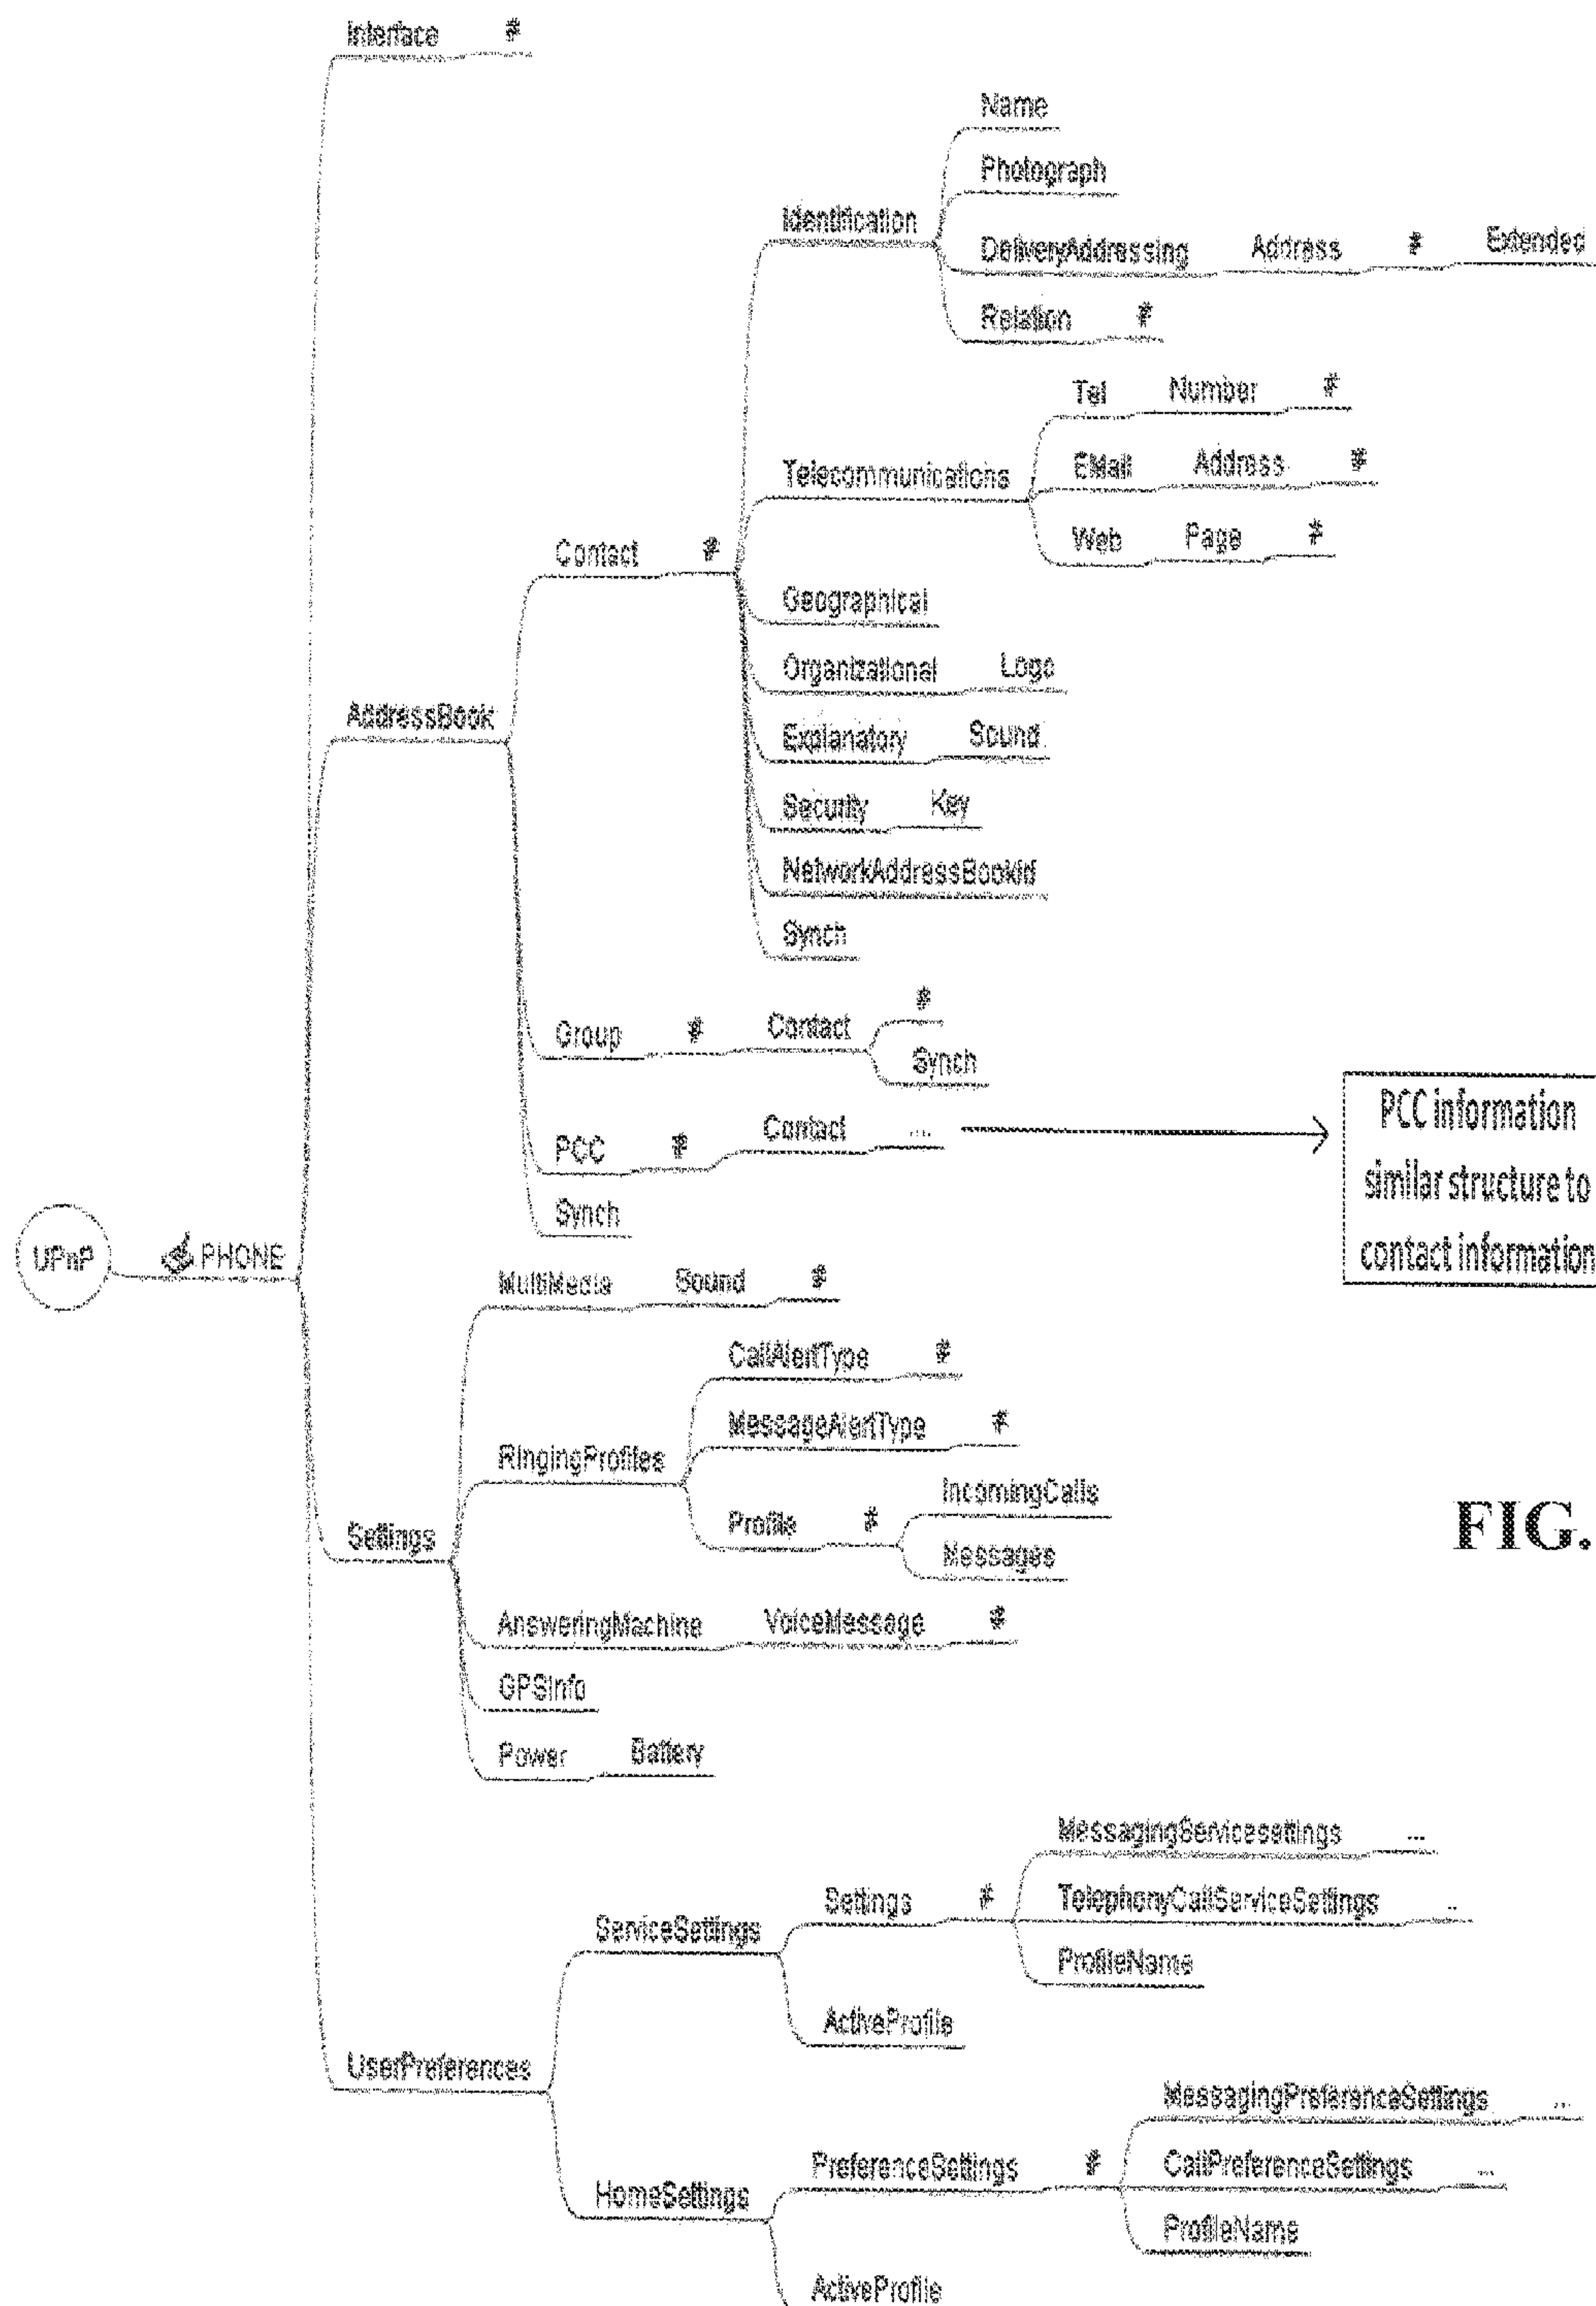 Interface #
Name
Photograph
Identification
DeliveryAddressing Address # Extended
Relation #
Tel Number #
EMail Address #
Telecommunications
Web Page #
Contact #
Geographical
Organizational Logo
AddressBook
Explanatory Sound
Security Key
NetworkAddressBookId
Synch
#
Group # Contact
Synch
PCC # Contact ...
PCC information
similar structure to
contact information
Synch
UPnP PHONE
MultiMedia Sound #
CallAlertType #
MessageAlertType #
RingingProfiles
IncomingCalls
Profile #
Messages
Settings
FIG.
AnsweringMachine VoiceMessage #
GPSInfo
Power Battery
MessagingServicesettings ...
Settings #
TelephonyCallServiceSettings ..
ServiceSettings
ProfileName
ActiveProfile
UserPreferences
MessagingPreferenceSettings ...
PreferenceSettings #
CallPreferenceSettings ...
HomeSettings
ProfileName
ActiveProfile